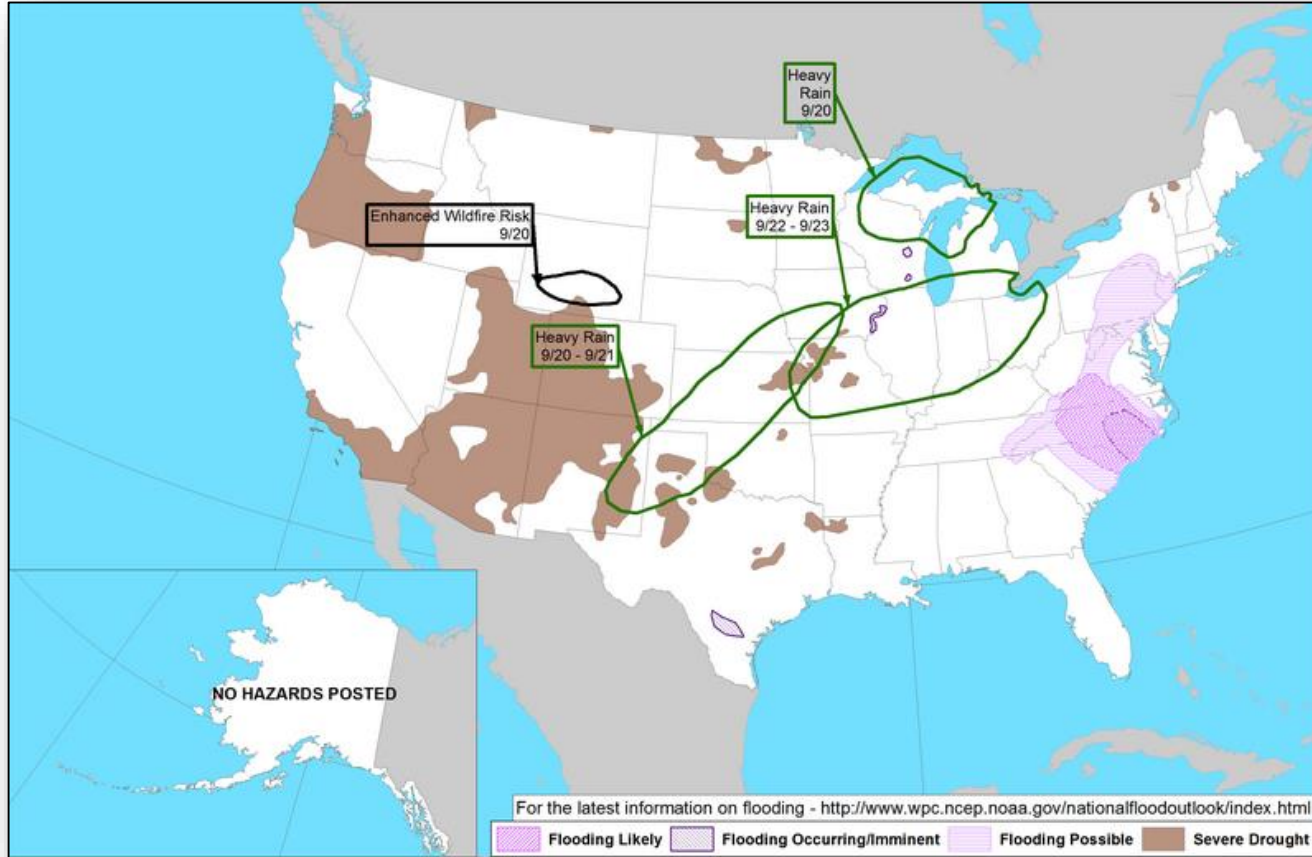 Heavy
Rain
9/20
Heavy Rain
9/22 - 9/23
Enhanced Wildfire Risk
9/20
Heavy Rain
9/20 - 9/21
NO HAZARDS POSTED
For the latest information on flooding - http://www.wpc.ncep.noaa.gov/nationalfloodoutlook/index.html
Flooding Likely Flooding Occurring/Imminent Flooding Possible Severe Drought